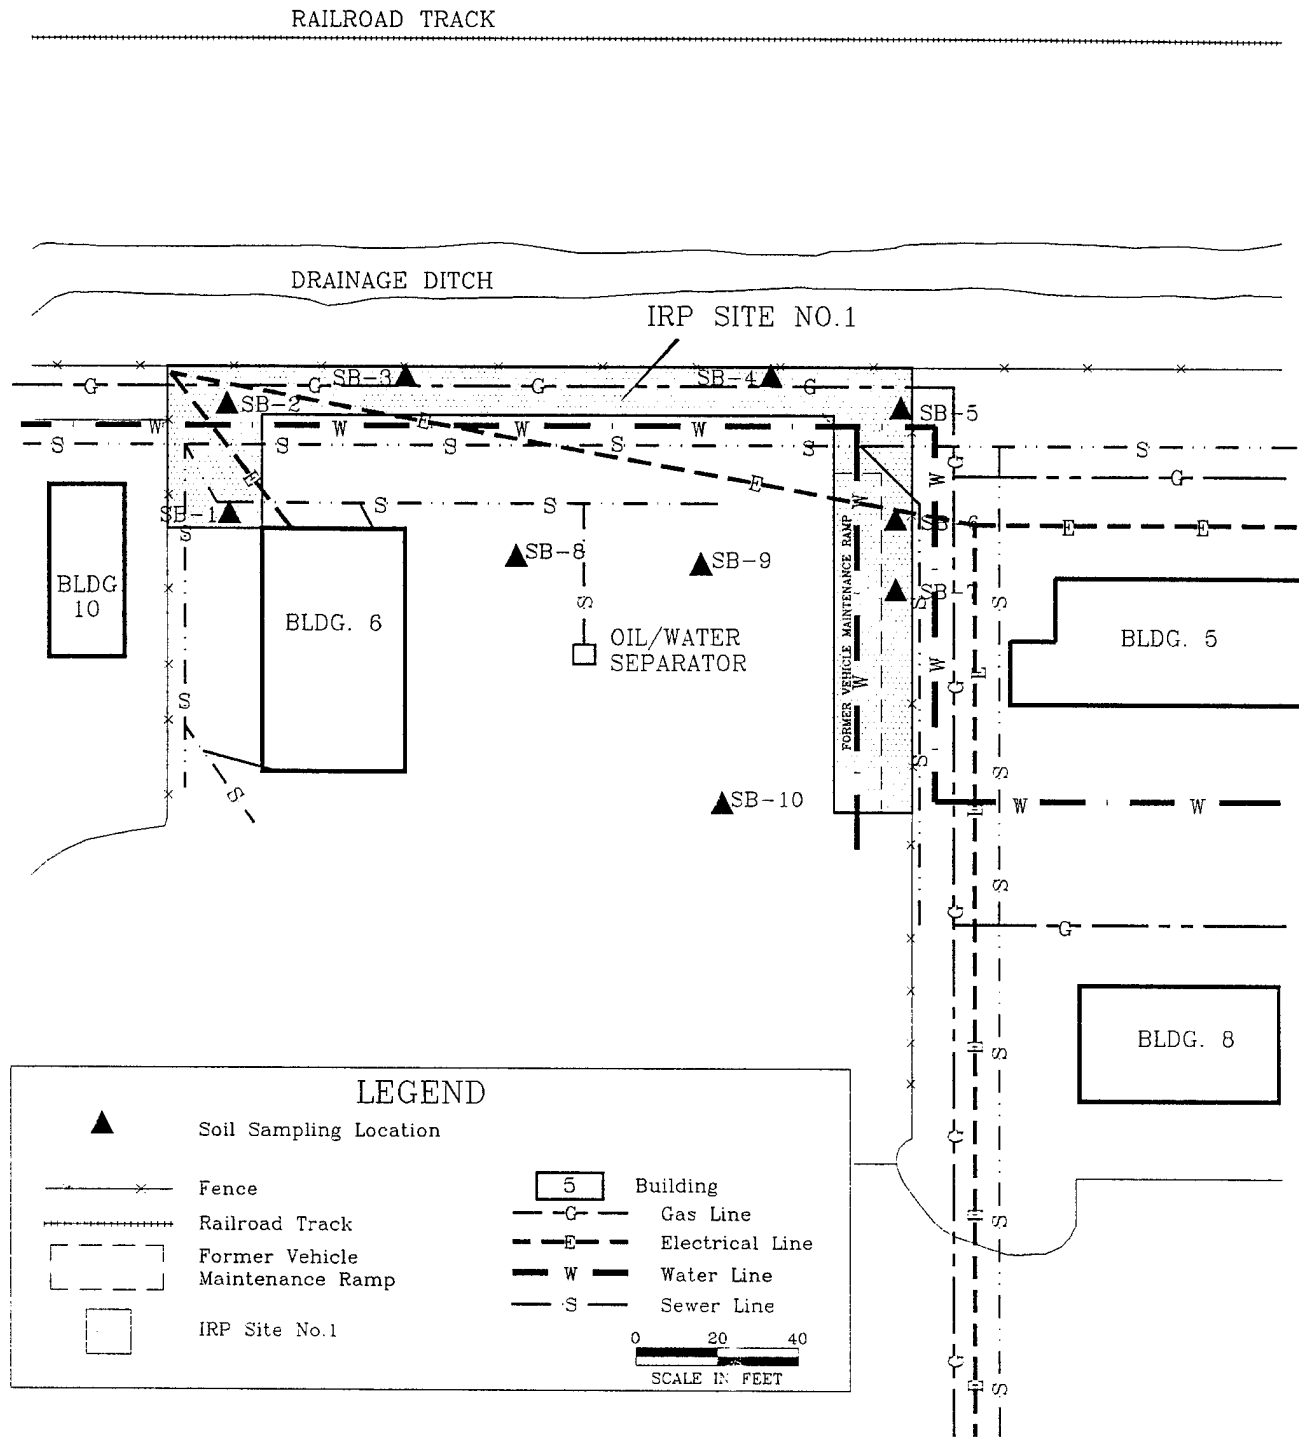 RAILROAD TRACK
DRAINAGE DITCH
IRP SITE NO.1
SB-3
SB-4
G
G
G
G
SB-2
SB-5
E
W
W
W
W
S
S
S
S
S
S
G
W
G
E
E
S
S
SB-1
W
SB-6
E
E
S
SB-8
SB-9
SB-7
BLDG
10
BLDG. 6
S
S
S
OIL/WATER
SEPARATOR
FORMER VEHICLE MAINTENANCE RAMP
BLDG. 5
W
W
G
S
S
S
S
SB-10
W
W
S
G
G
BLDG. 8
S
G
S
G
S
LEGEND
Soil Sampling Location
Fence
Railroad Track
Former Vehicle
Maintenance Ramp
IRP Site No.1
5
Building
G
Gas Line
E
Electrical Line
W
Water Line
S
Sewer Line
0 20 40
SCALE IN FEET